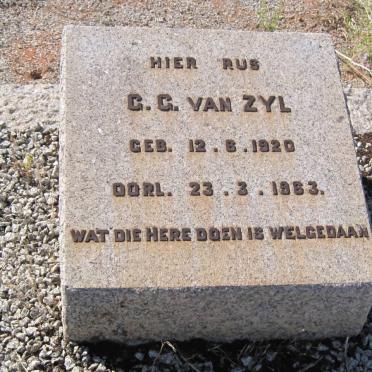 HIER RUS
C. C. VAN ZYL
GEB. 12.6.1920
OORL. 23.3.1963.
WAT DIE HERE DOEN IS WELGEDAAN